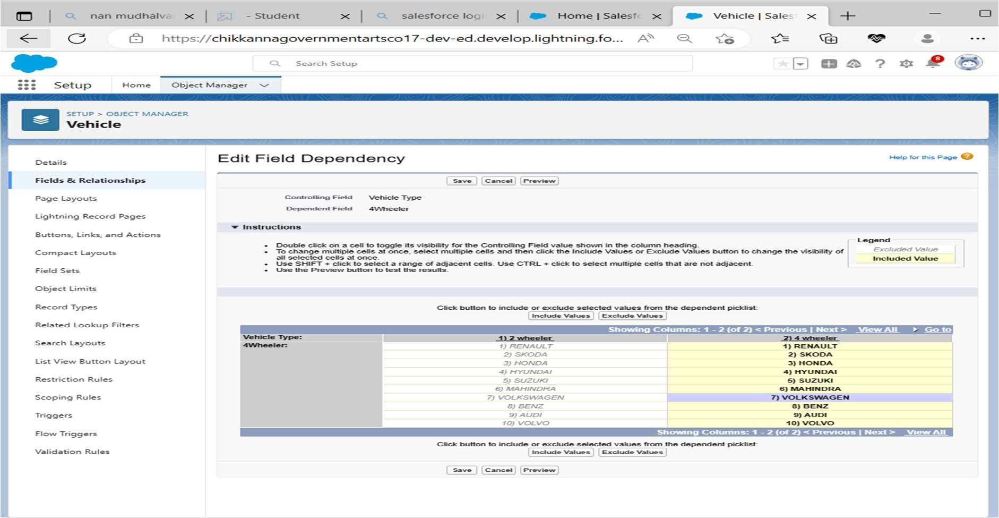 nan mudhalva
- Student
salesforce logi
Home | Salesfo
Vehicle | Sales
https://chikkannagovernmentartsco17-dev-ed.develop.lightning.fo...
Search Setup
8
Setup
Home
Object Manager
SETUP > OBJECT MANAGER
Vehicle
Details
Fields & Relationships
Page Layouts
Lightning Record Pages
Buttons, Links, and Actions
Compact Layouts
Field Sets
Object Limits
Record Types
Related Lookup Filters
Search Layouts
List View Button Layout
Restriction Rules
Scoping Rules
Triggers
Flow Triggers
Validation Rules
Edit Field Dependency
Help for this Page
Save Cancel Preview
Controlling Field Vehicle Type
Dependent Field 4Wheeler
Instructions
Double click on a cell to toggle its visibility for the Controlling Field value shown in the column heading.
To change multiple cells at once, select multiple cells and then click the Include Values or Exclude Values button to change the visibility of
all selected cells at once.
Use SHIFT + click to select a range of adjacent cells. Use CTRL + click to select multiple cells that are not adjacent.
Use the Preview button to test the results.
Legend
Excluded Value
Included Value
Click button to include or exclude selected values from the dependent picklist:
Include Values Exclude Values
Showing Columns: 1 - 2 (of 2) < Previous | Next > View All Go to
Vehicle Type: 1) 2 wheeler 2) 4 wheeler
4Wheeler: 1) RENAULT 1) RENAULT
2) SKODA 2) SKODA
3) HONDA 3) HONDA
4) HYUNDAI 4) HYUNDAI
5) SUZUKI 5) SUZUKI
6) MAHINDRA 6) MAHINDRA
7) VOLKSWAGEN 7) VOLKSWAGEN
8) BENZ 8) BENZ
9) AUDI 9) AUDI
10) VOLVO 10) VOLVO
Showing Columns: 1 - 2 (of 2) < Previous | Next > View All
Click button to include or exclude selected values from the dependent picklist:
Include Values Exclude Values
Save Cancel Preview